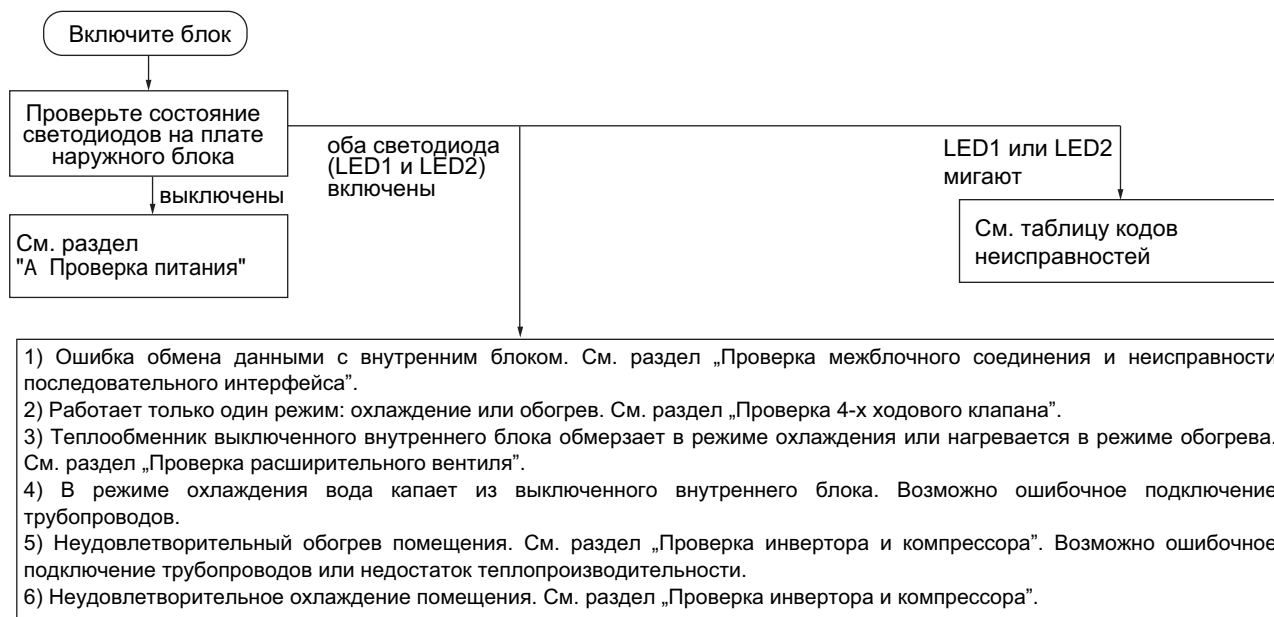 Включите блок
Проверьте состояние
светодиодов на плате
наружного блока
выключены
См. раздел
"А Проверка питания"
оба светодиода
(LED1 и LED2)
включены
LED1 или LED2
мигают
См. таблицу кодов
неисправностей
1) Ошибка обмена данными с внутренним блоком. См. раздел „Проверка межблочного соединения и неисправности
последовательного интерфейса”.
2) Работает только один режим: охлаждение или обогрев. См. раздел „Проверка 4-х ходового клапана”.
3) Теплообменник выключенного внутреннего блока обмерзает в режиме охлаждения или нагревается в режиме обогрева.
См. раздел „Проверка расширительного вентиля”.
4) В режиме охлаждения вода капает из выключенного внутреннего блока. Возможно ошибочное подключение
трубопроводов.
5) Неудовлетворительный обогрев помещения. См. раздел „Проверка инвертора и компрессора”. Возможно ошибочное
подключение трубопроводов или недостаток теплопроизводительности.
6) Неудовлетворительное охлаждение помещения. См. раздел „Проверка инвертора и компрессора”.